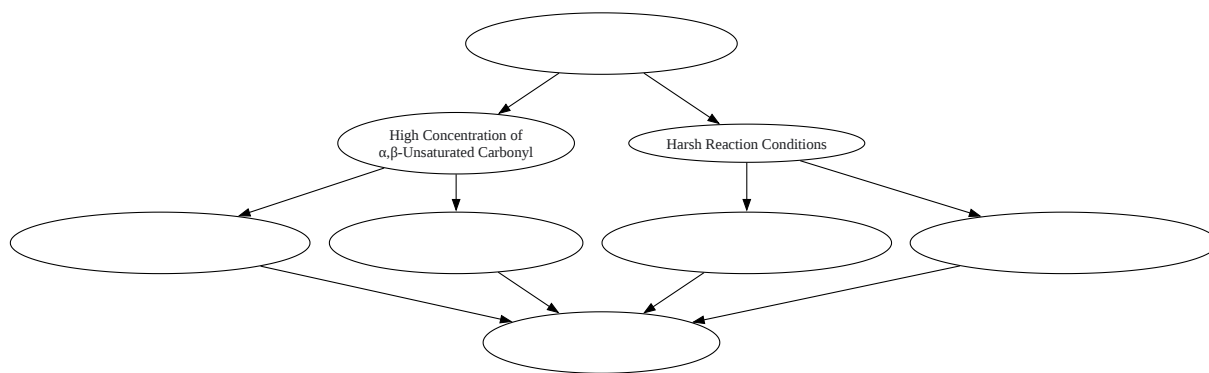 High Concentration of
α,β-Unsaturated Carbonyl
Harsh Reaction Conditions